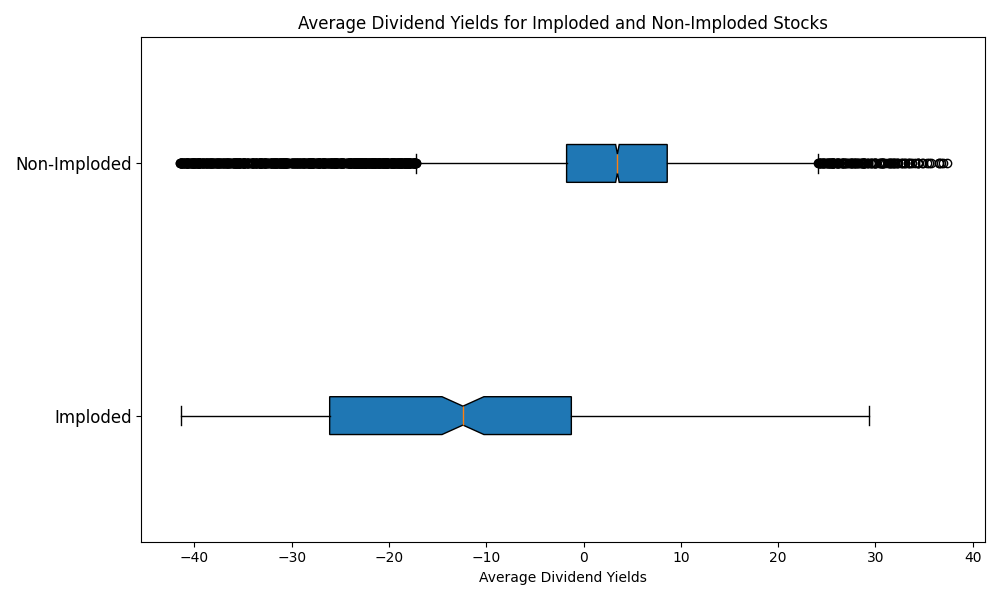 Average Dividend Yields for Imploded and Non-Imploded Stocks
Non-Imploded
Imploded
−40 −30 −20 −10 0 10 20 30 40
Average Dividend Yields